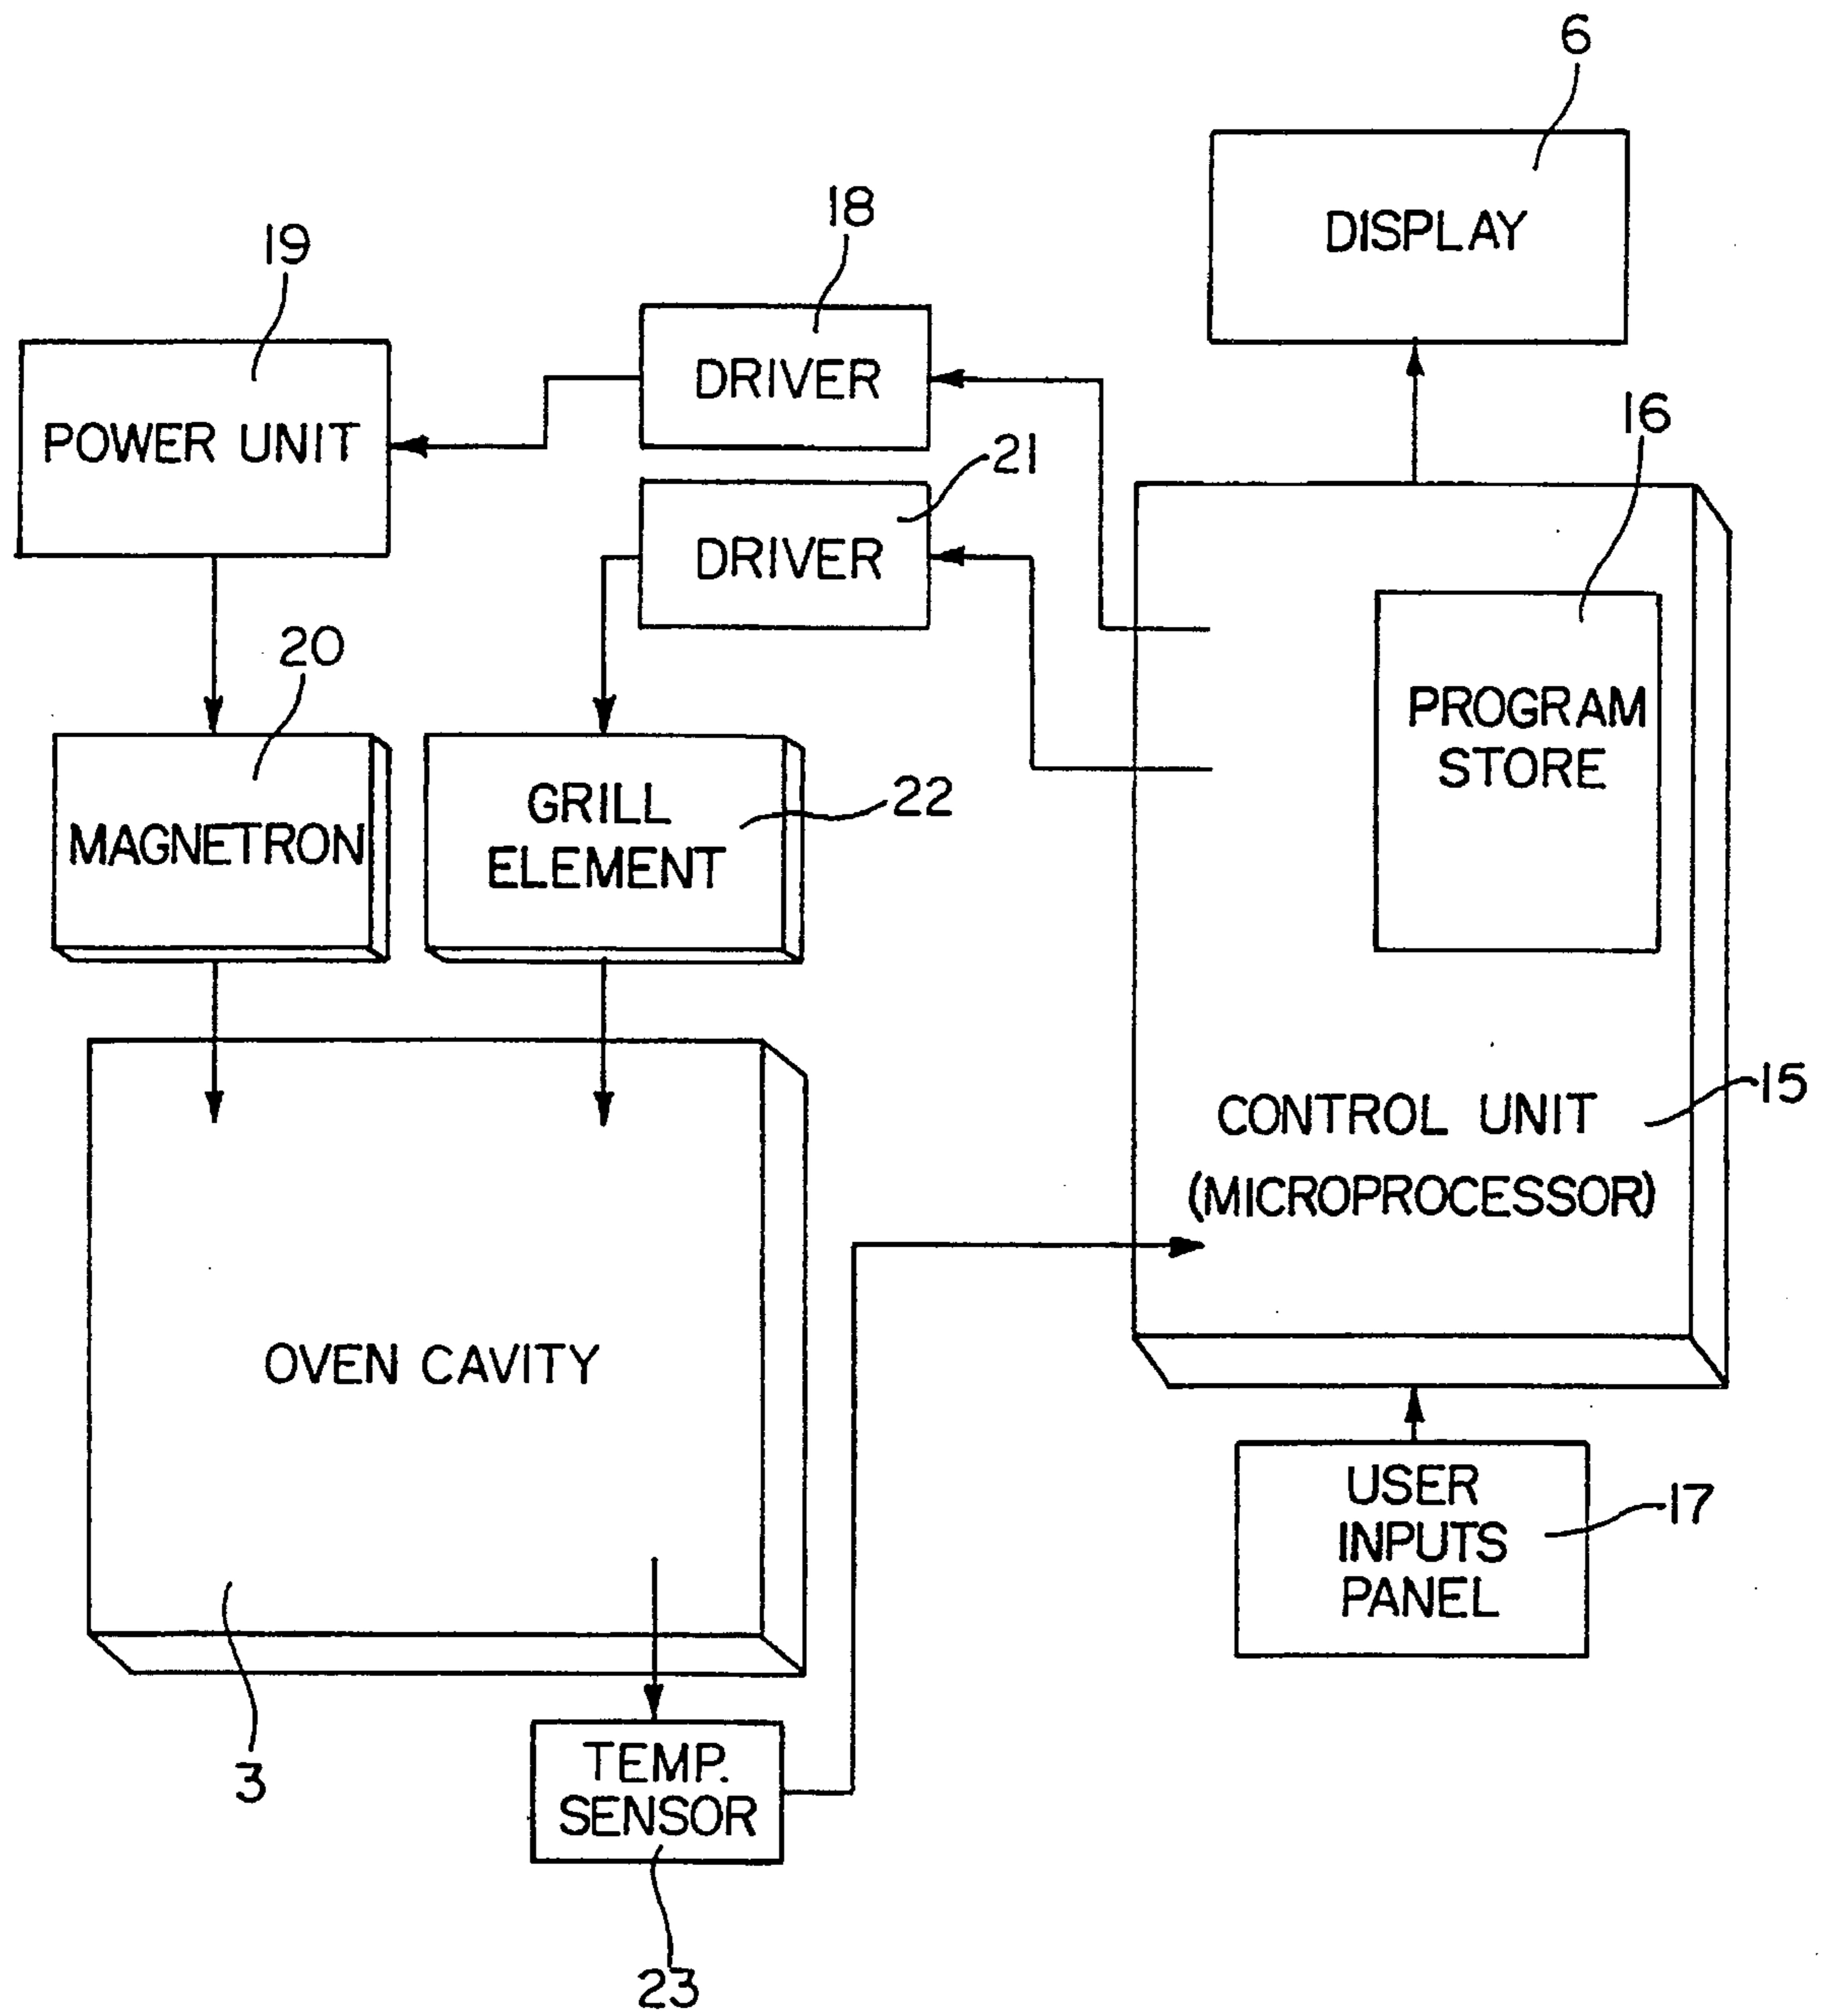 6
DISPLAY
18
19
DRIVER
POWER UNIT
16
21
DRIVER
20
PROGRAM
STORE
MAGNETRON
GRILL
ELEMENT
22
15
CONTROL UNIT
(MICROPROCESSOR)
OVEN CAVITY
USER
INPUTS
PANEL
17
3
TEMP.
SENSOR
23